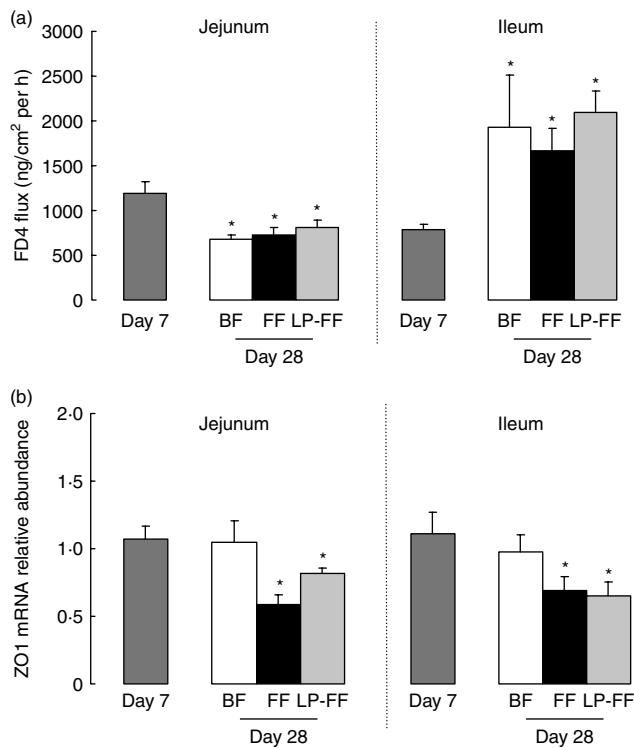 (a)
Jejunum Ileum
FD4 flux (ng/cm² per h)
3000
2500
2000
1500
1000
500
0
* * * * * *
Day 7 BF FF LP-FF Day 7 BF FF LP-FF
Day 28 Day 28
(b)
Jejunum Ileum
ZO1 mRNA relative abundance
2·0
1·5
1·0
0·5
0
* * * *
Day 7 BF FF LP-FF Day 7 BF FF LP-FF
Day 28 Day 28